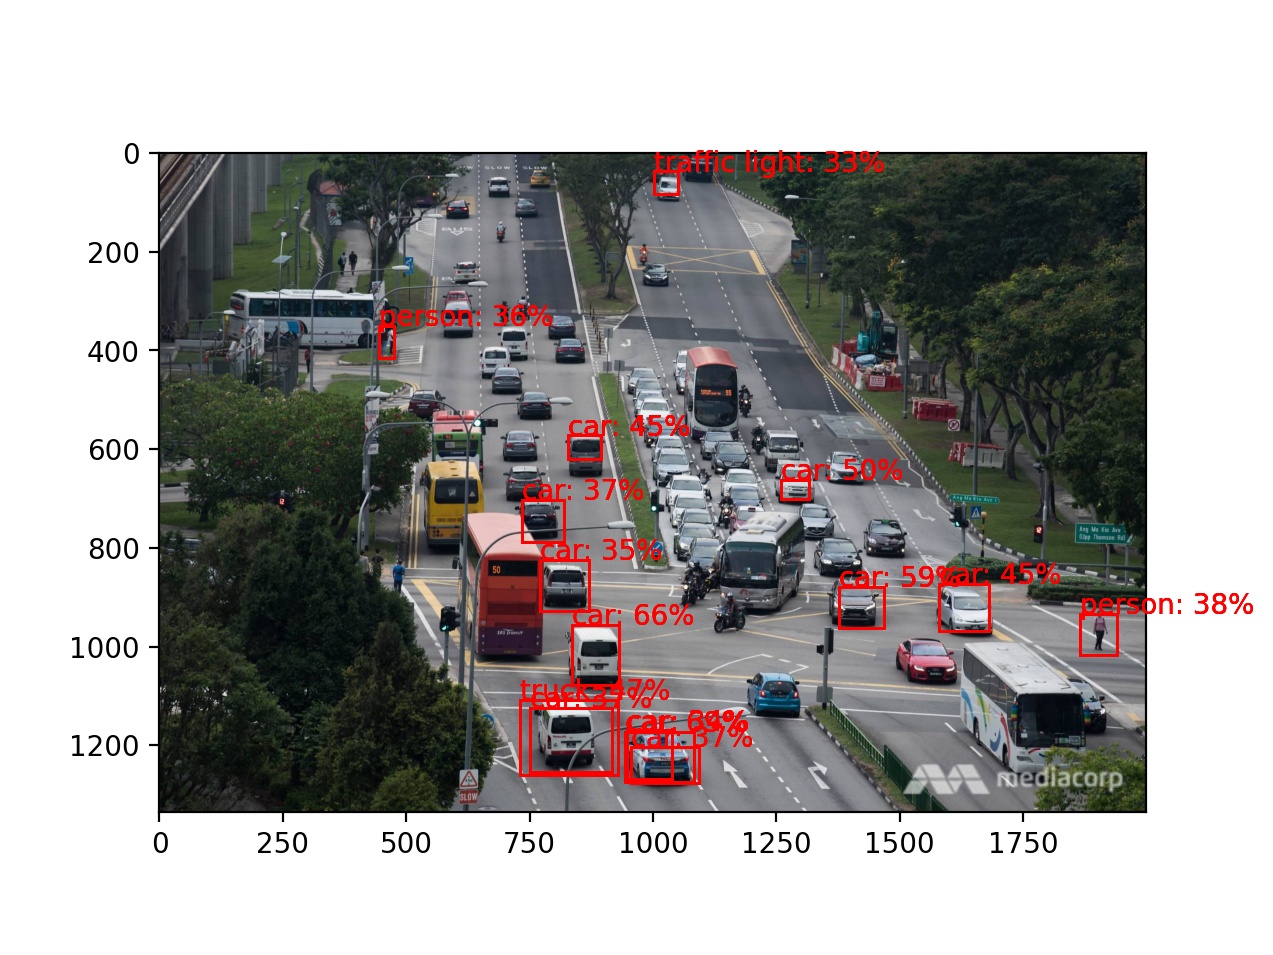 0
200
400
600
800
1000
1200
traffic light: 33%
person: 36%
car: 45%
car: 50%
car: 37%
car: 35%
car: 59%
car: 45%
car: 66%
person: 38%
car: 37%
50
SLOW
mediacorp
0
250
500
750
1000
1250
1500
1750